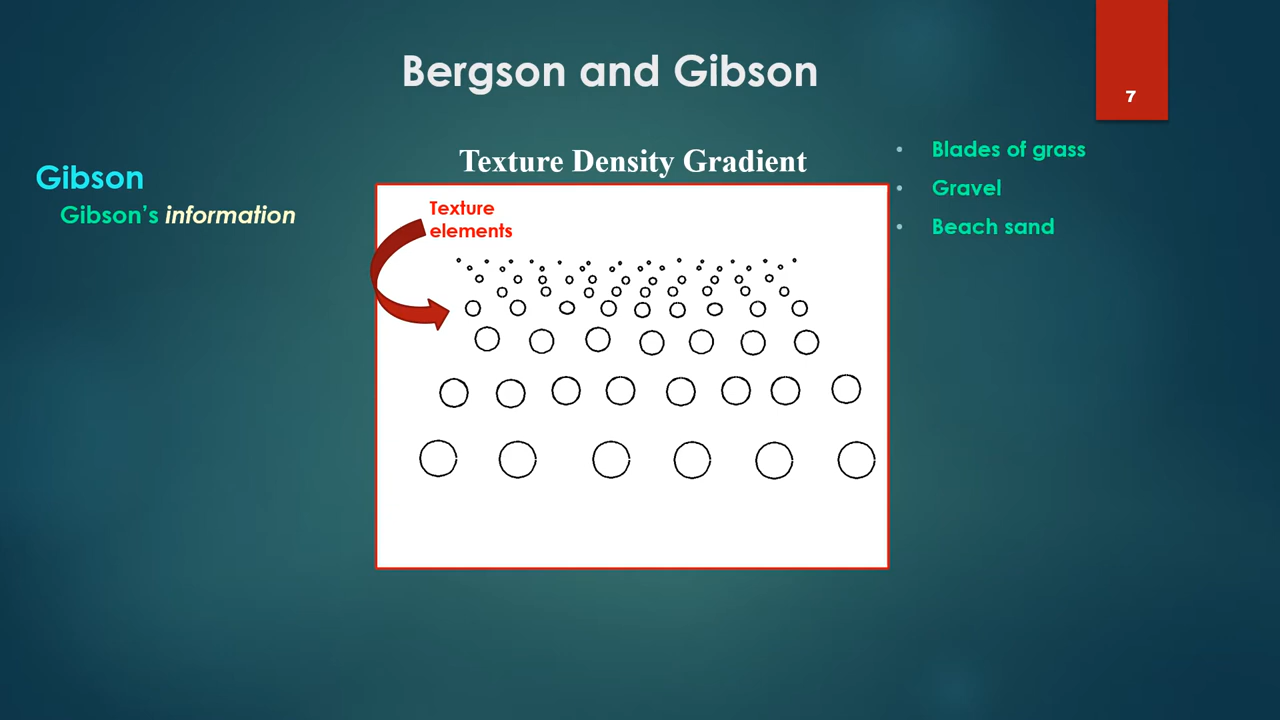 Bergson and Gibson
7
Gibson
Gibson's information
Texture Density Gradient
Texture
elements
• Blades of grass
• Gravel
• Beach sand